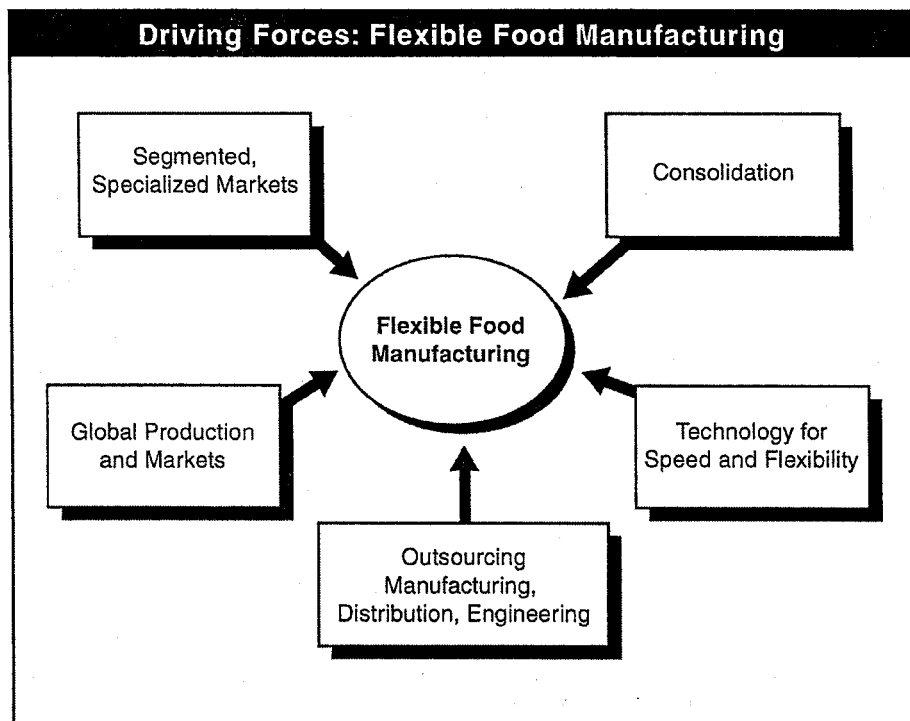 Driving Forces: Flexible Food Manufacturing
Segmented,
Specialized Markets
Consolidation
Flexible Food
Manufacturing
Global Production
and Markets
Technology for
Speed and Flexibility
Outsourcing
Manufacturing,
Distribution, Engineering